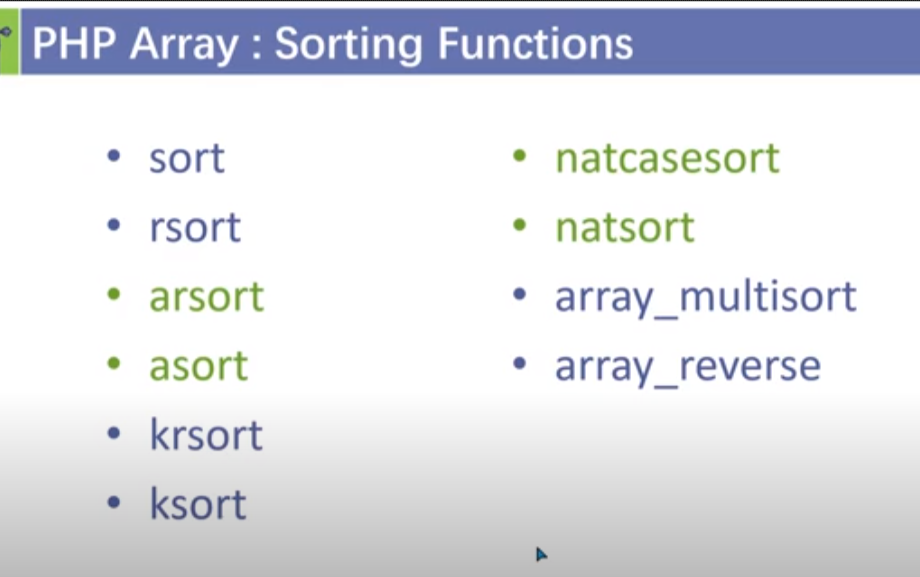 PHP Array : Sorting Functions
• sort
• rsort
• arsort
• asort
• krsort
• ksort
• natcasesort
• natsort
• array_multisort
• array_reverse